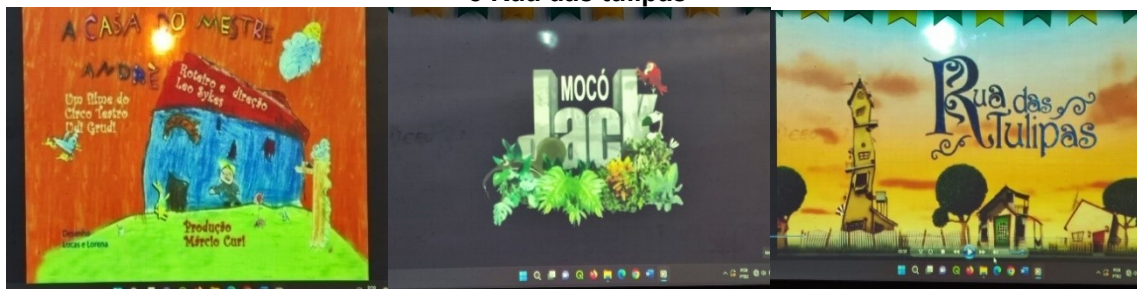 e Rua das tulipas
A CASA DO MESTRE
ANDRÉ
Roteiro e direção
Leo Sykes
Um filme do
Circo Teatro
Udi Grudi
Produção
Márcio Curi
Desenho
Lucas e Lorena
MOCÓ
Jack
Rua das
Tulipas